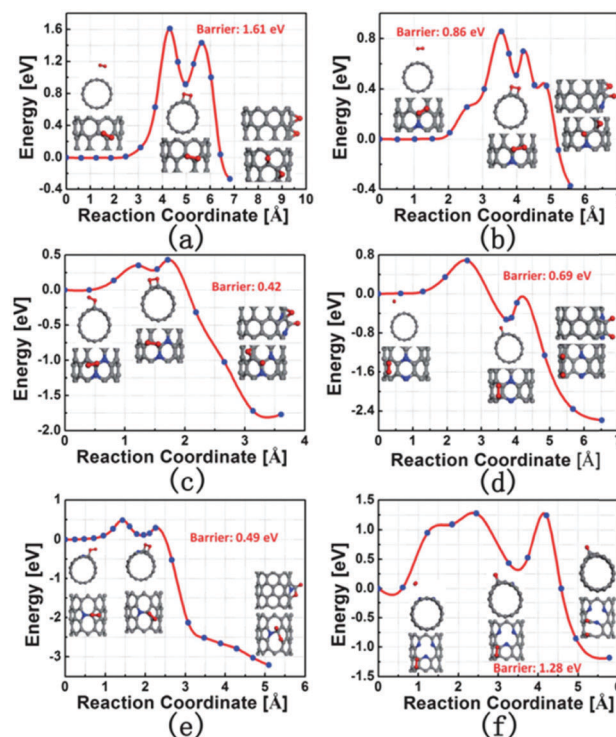 Barrier: 1.61 eV
Energy [eV]
1.6
1.2
0.8
0.4
0.0
-0.4
0 1 2 3 4 5 6 7 8 9 10
Reaction Coordinate [Å]
(a)
Barrier: 0.86 eV
Energy [eV]
0.8
0.4
0.0
-0.4
0 1 2 3 4 5 6
Reaction Coordinate [Å]
(b)
Barrier: 0.42
Energy [eV]
0.5
0.0
-0.5
-1.0
-1.5
-2.0
0 1 2 3 4
Reaction Coordinate [Å]
(c)
Barrier: 0.69 eV
Energy [eV]
0.8
0.0
-0.8
-1.6
-2.4
0 1 2 3 4 5 6
Reaction Coordinate [Å]
(d)
Barrier: 0.49 eV
Energy [eV]
1
0
-1
-2
-3
0 1 2 3 4 5 6
Reaction Coordinate [Å]
(e)
Barrier: 1.28 eV
Energy [eV]
1.5
1.0
0.5
0.0
-0.5
-1.0
-1.5
0 1 2 3 4 5
Reaction Coordinate [Å]
(f)